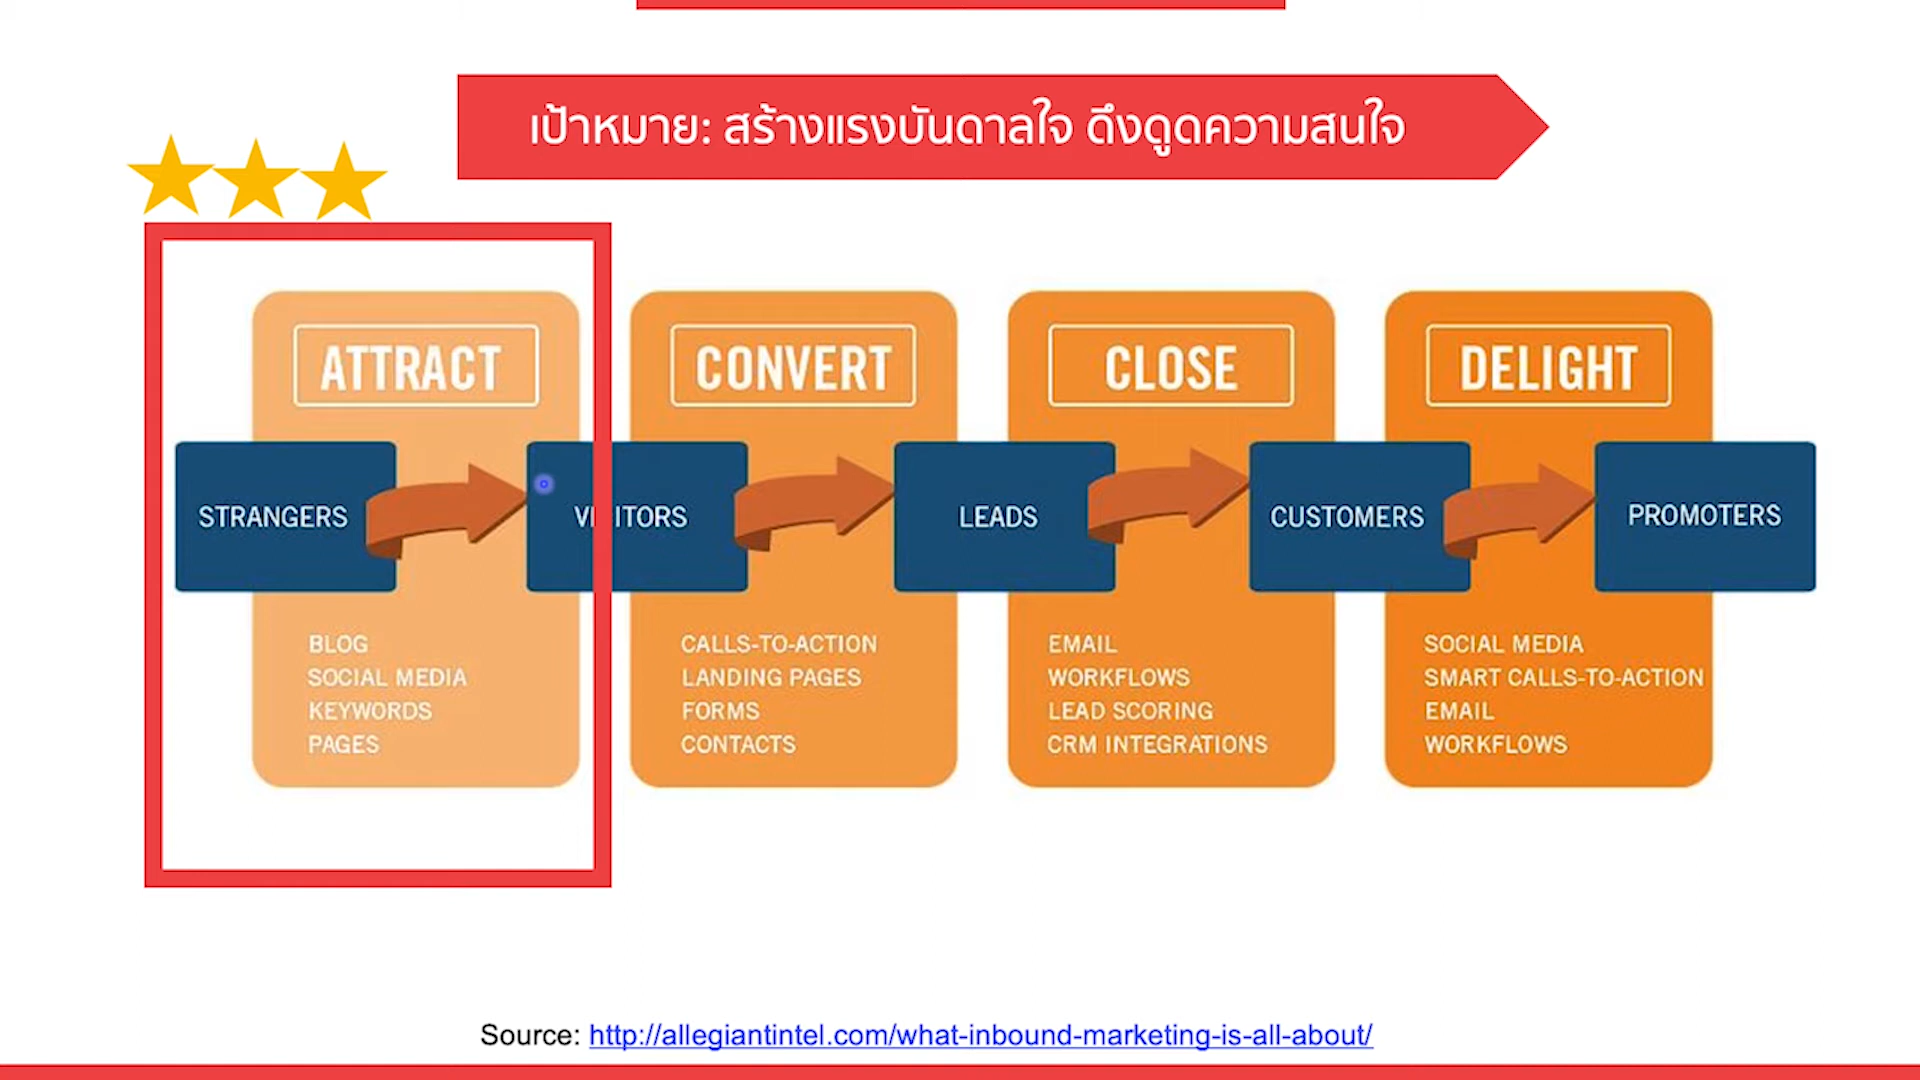 เป้าหมาย: สร้างแรงบันดาลใจ ดึงดูดความสนใจ
ATTRACT
CONVERT
CLOSE
DELIGHT
STRANGERS
VISITORS
LEADS
CUSTOMERS
PROMOTERS
BLOG
SOCIAL MEDIA
KEYWORDS
PAGES
CALLS-TO-ACTION
LANDING PAGES
FORMS
CONTACTS
EMAIL
WORKFLOWS
LEAD SCORING
CRM INTEGRATIONS
SOCIAL MEDIA
SMART CALLS-TO-ACTION
EMAIL
WORKFLOWS
Source: http://allegiantintel.com/what-inbound-marketing-is-all-about/